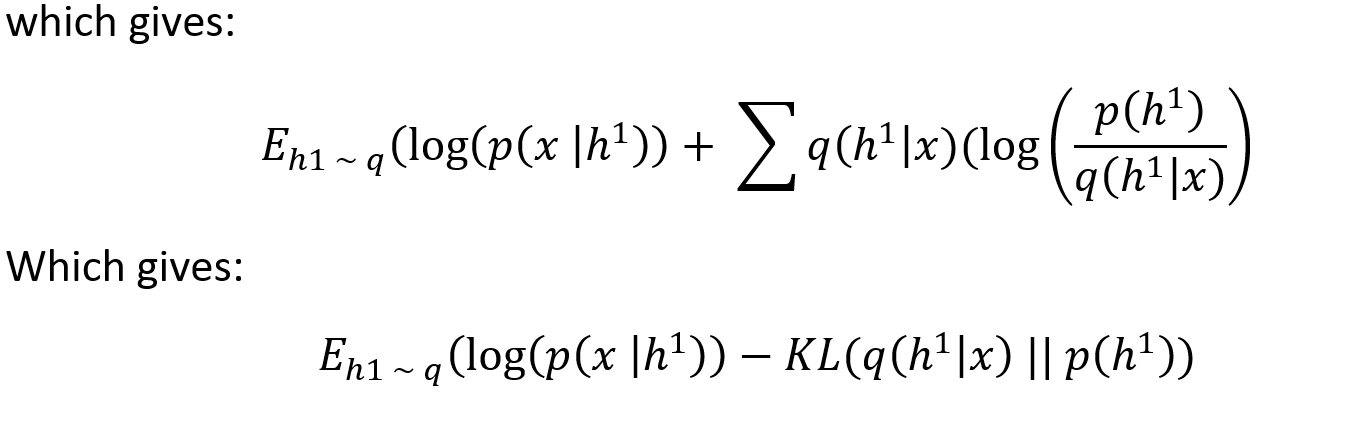 which gives:
E_{h1 ~ q}(log(p(x |h^1)) + ∑ q(h^1|x)(log(p(h^1)/q(h^1|x))
Which gives:
E_{h1 ~ q}(log(p(x |h^1)) − KL(q(h^1|x) || p(h^1))